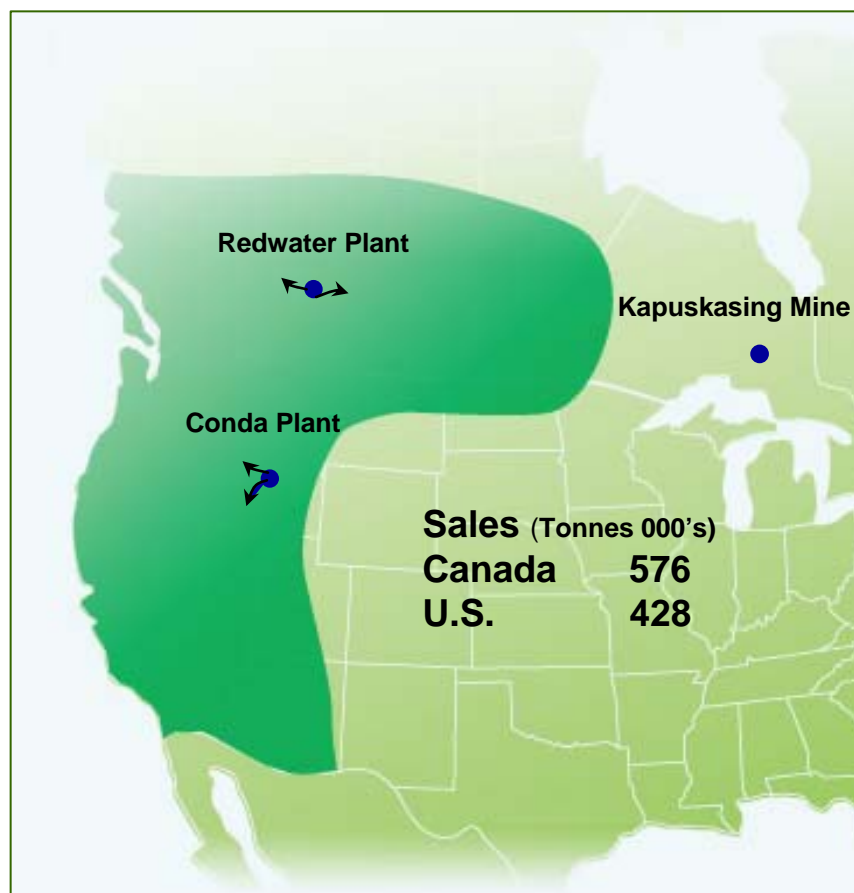 Redwater Plant
Kapuskasing Mine
Conda Plant
Sales (Tonnes 000’s)
Canada 576
U.S. 428